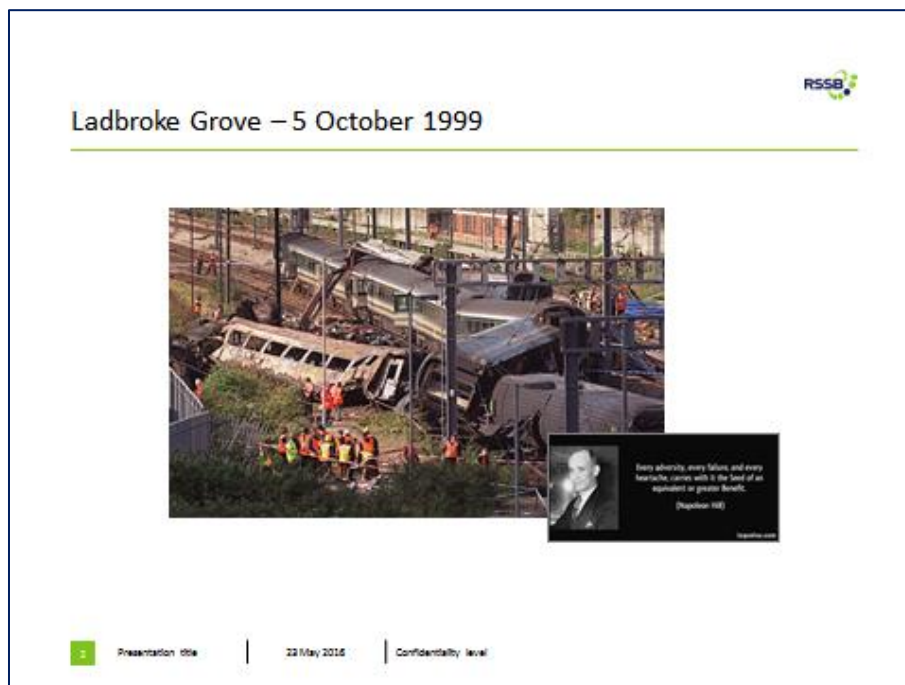 RSSB
Ladbroke Grove – 5 October 1999
Every adversity, every failure, and every
heartache, carries with it the Seed of an
equivalent or greater Benefit.
(Napoleon Hill)
2
Presentation title
23 May 2016
Confidentiality level